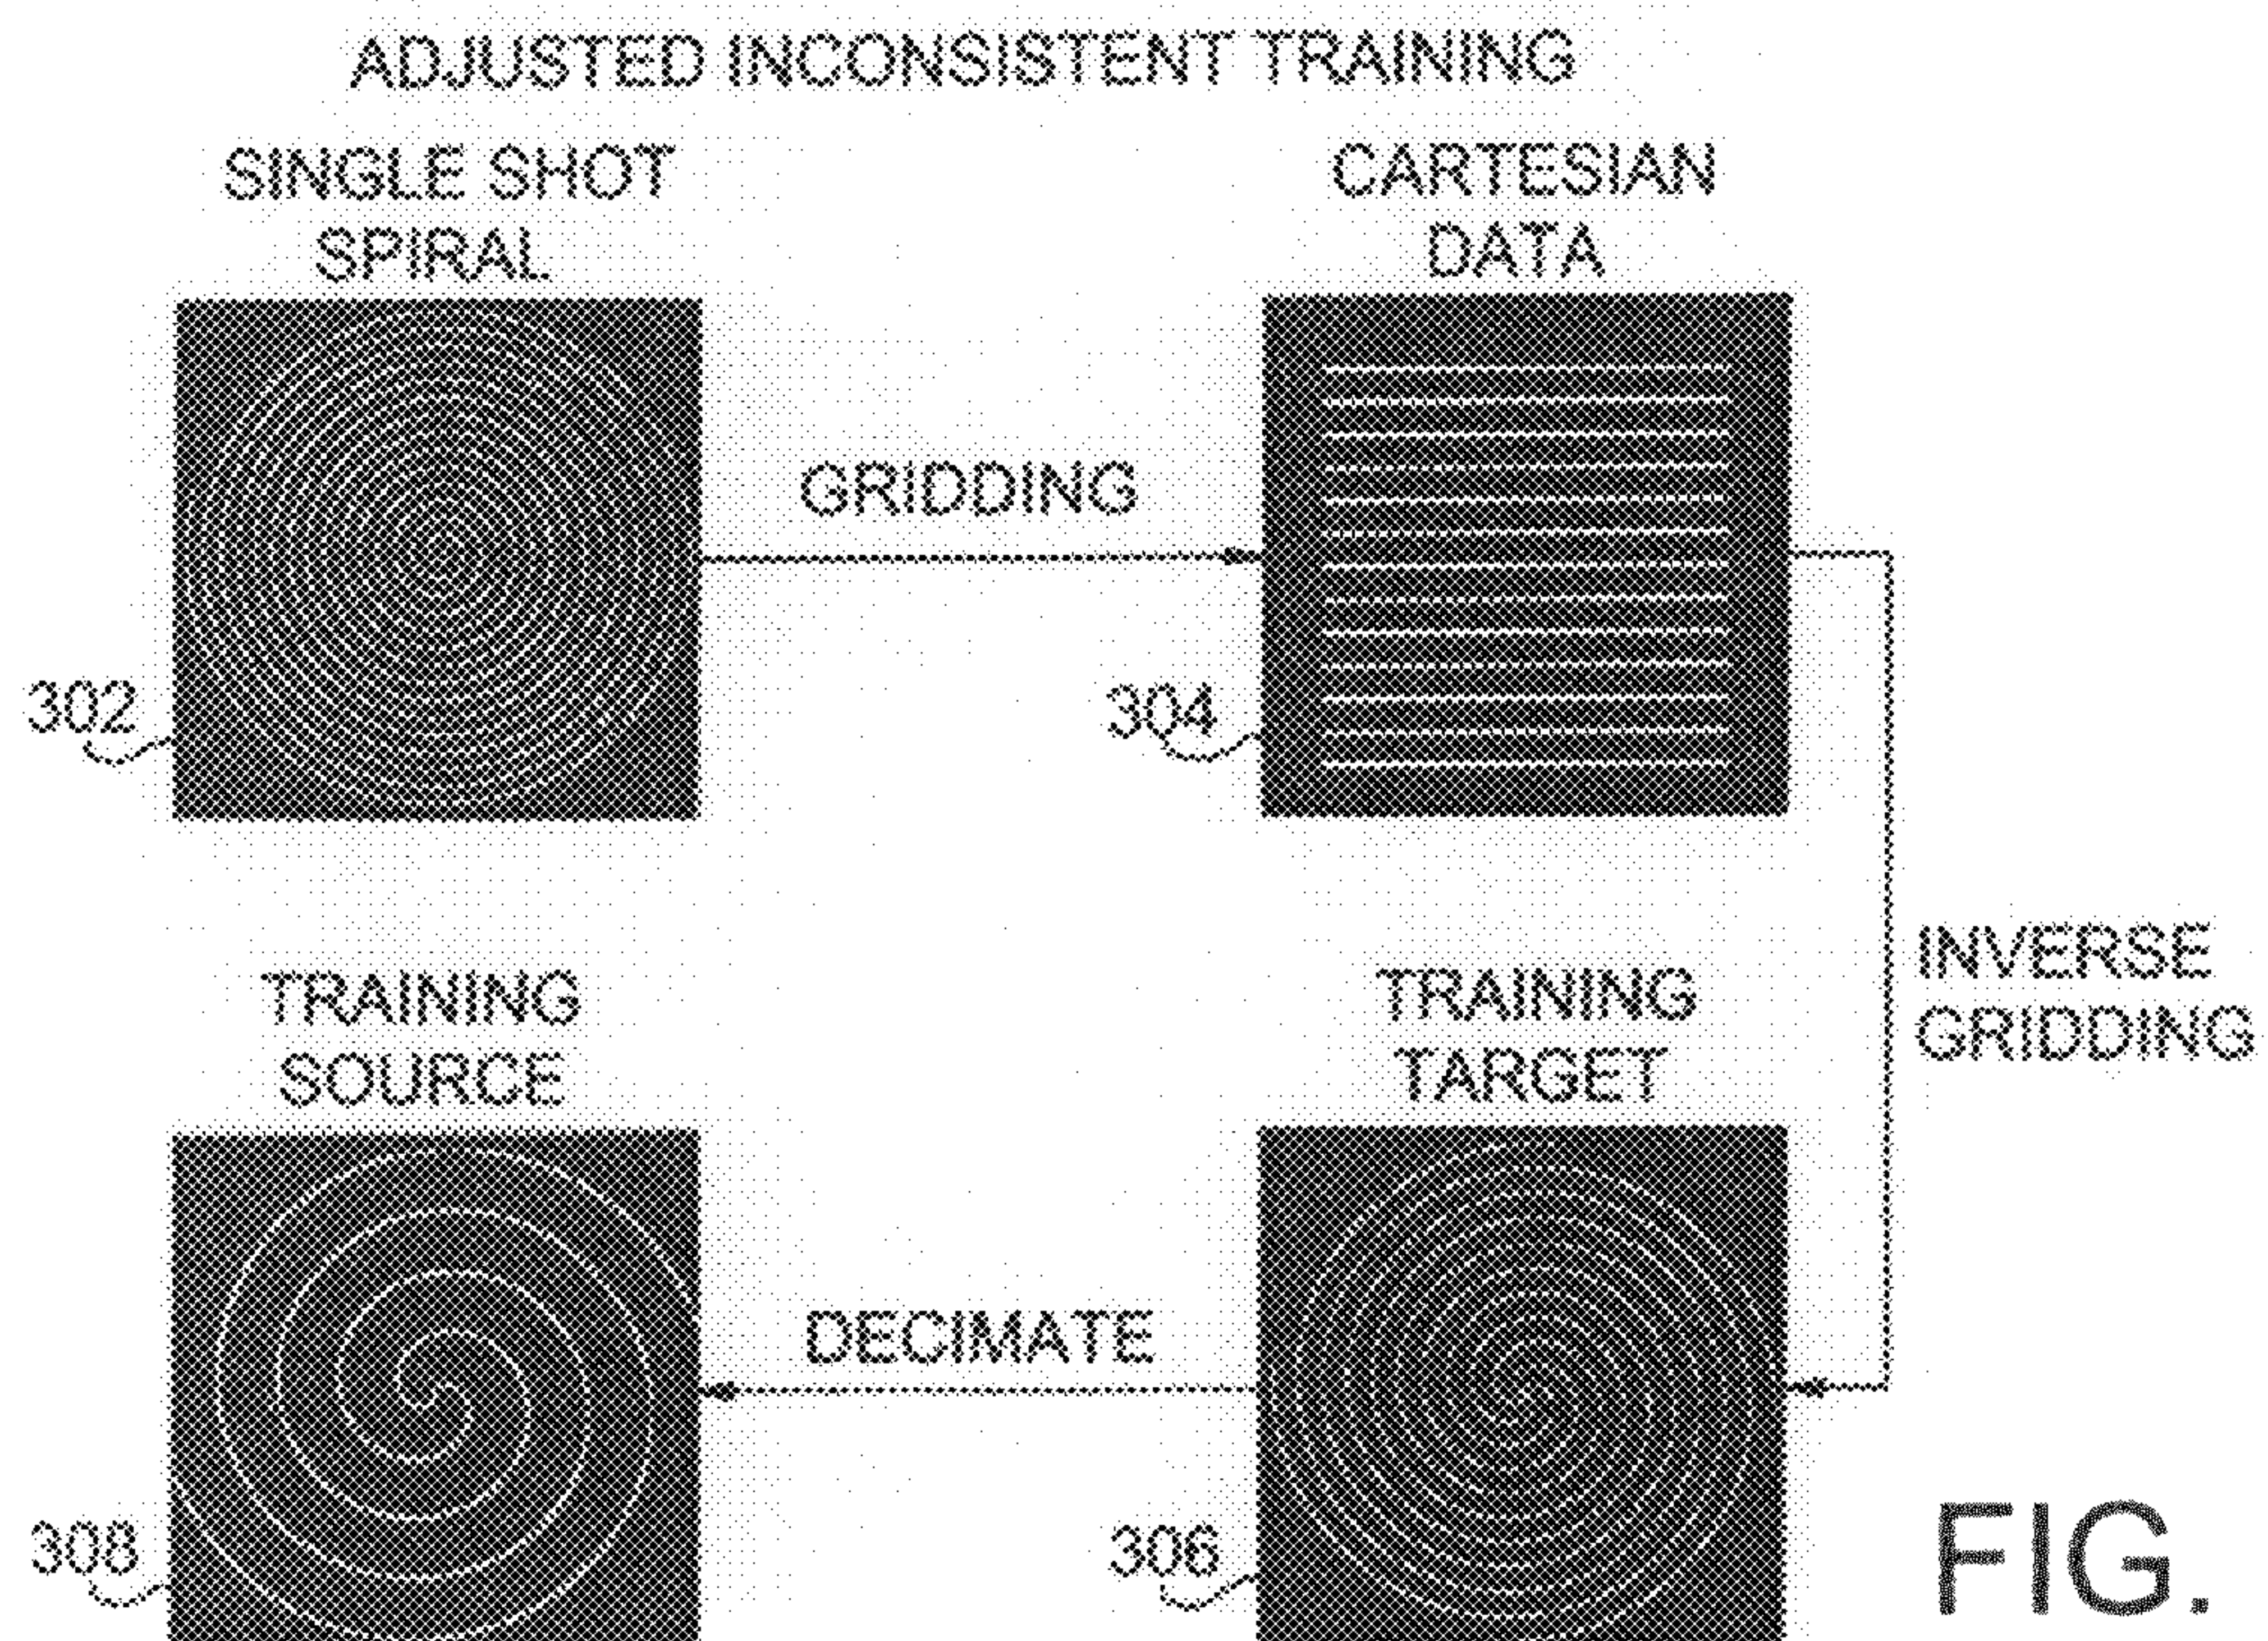 ADJUSTED INCONSISTENT TRAINING
SINGLE SHOT
SPIRAL
CARTESIAN
DATA
GRIDDING
302
304
INVERSE
GRIDDING
TRAINING
SOURCE
TRAINING
TARGET
DECIMATE
308
306
FIG.